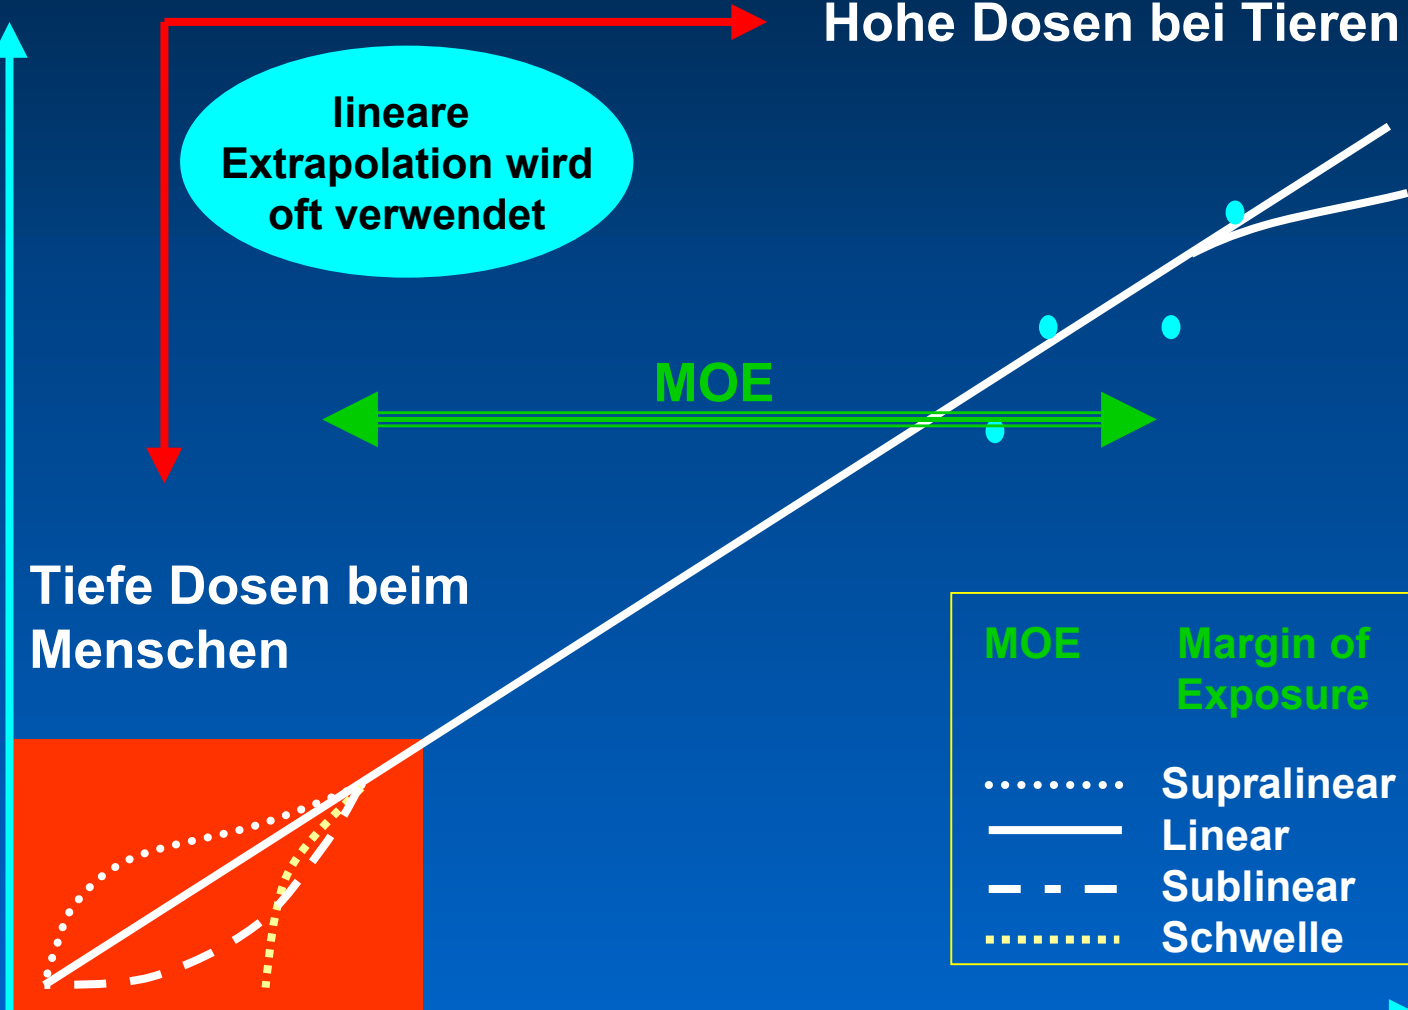 Hohe Dosen bei Tieren
lineare
Extrapolation wird
oft verwendet
MOE
Tiefe Dosen beim
Menschen
MOE Margin of
Exposure
Supralinear
Linear
Sublinear
Schwelle